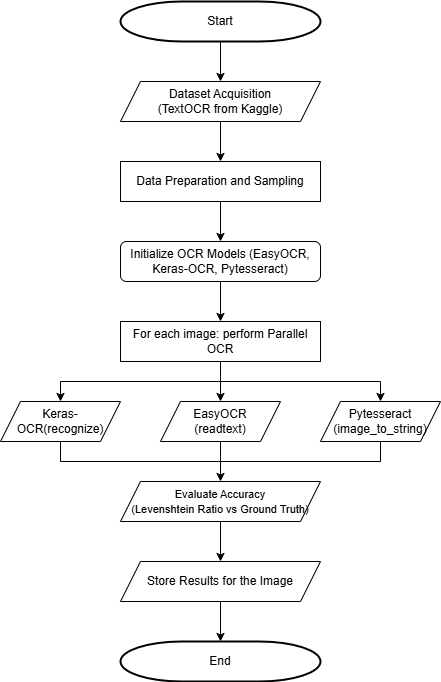 Start
Dataset Acquisition
(TextOCR from Kaggle)
Data Preparation and Sampling
Initialize OCR Models (EasyOCR,
Keras-OCR, Pytesseract)
For each image: perform Parallel
OCR
Keras-
OCR(recognize)
EasyOCR
(readtext)
Pytesseract
(image_to_string)
Evaluate Accuracy
(Levenshtein Ratio vs Ground Truth)
Store Results for the Image
End